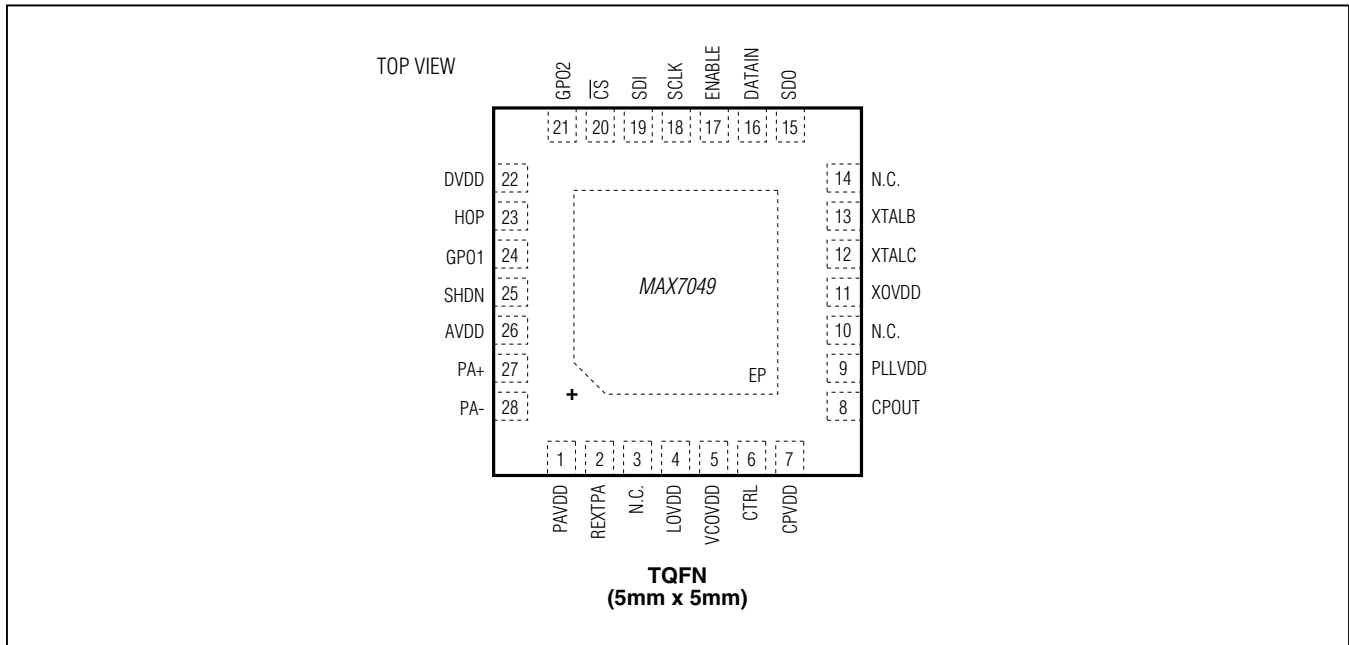 TOP VIEW
GPO2
CS
SDI
SCLK
ENABLE
DATAIN
SDO
21 20 19 18 17 16 15
DVDD 22
HOP 23
GPO1 24
SHDN 25
AVDD 26
PA+ 27
PA- 28
MAX7049
EP
+
14 N.C.
13 XTALB
12 XTALC
11 XOVDD
10 N.C.
9 PLLVDD
8 CPOUT
1 2 3 4 5 6 7
PAVDD
REXTPA
N.C.
LOVDD
VCOVDD
CTRL
CPVDD
TQFN
(5mm x 5mm)